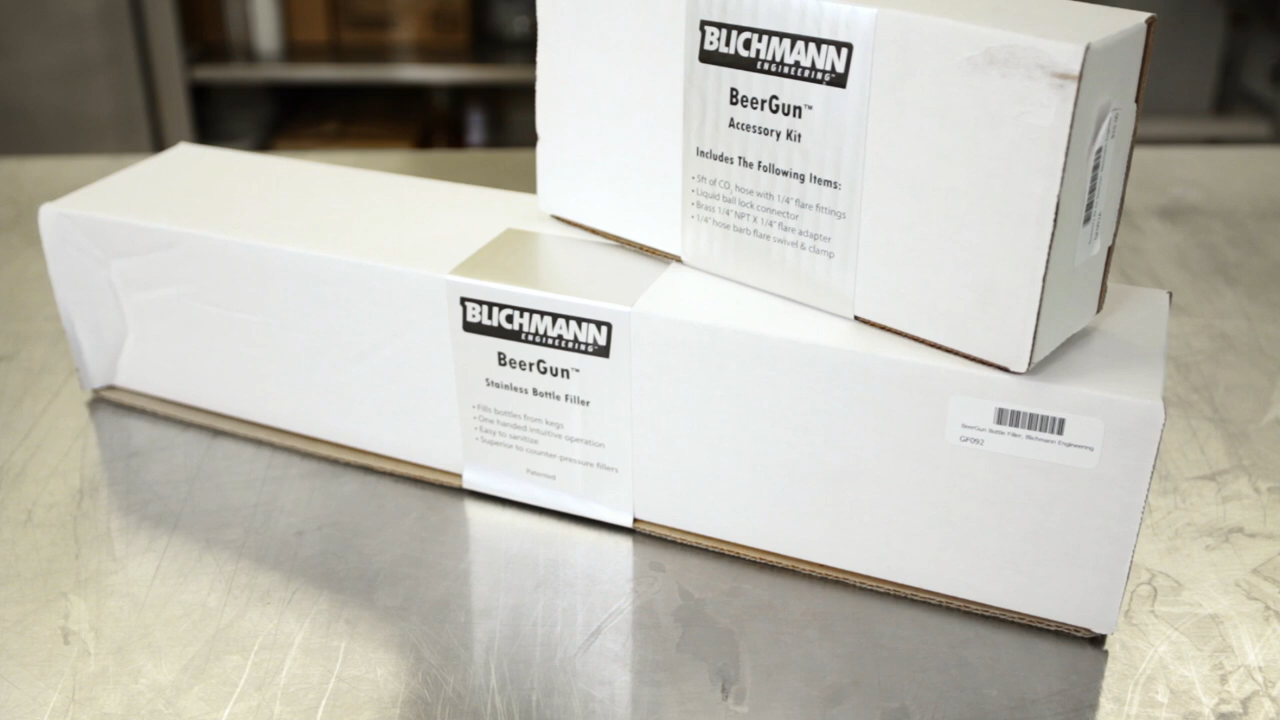 BLICHMANN
ENGINEERING™
BeerGun™
Accessory Kit
Includes The Following Items:
• 5ft of CO₂ hose with 1/4" flare fittings
• Liquid ball lock connector
• Brass 1/4" NPT X 1/4" flare adapter
• 1/4" hose barb flare swivel & clamp
BLICHMANN
ENGINEERING™
BeerGun™
Stainless Bottle Filler
• Fills bottles from kegs
• One handed intuitive operation
• Easy to sanitize
• Superior to counter-pressure fillers
Patented
BeerGun Bottle Filler, Blichmann Engineering
GF092